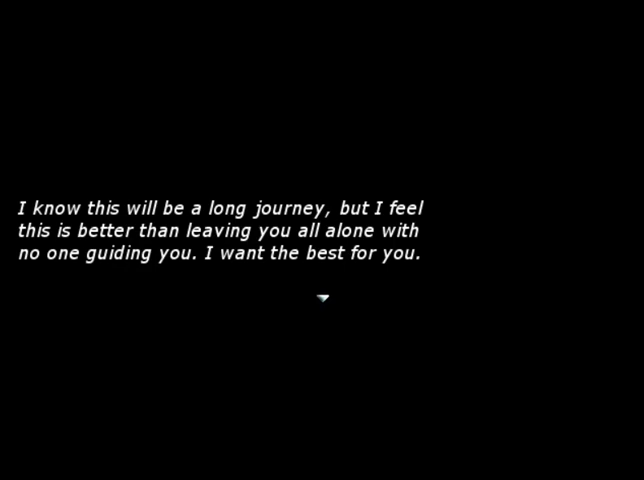 I know this will be a long journey, but I feel
this is better than leaving you all alone with
no one guiding you. I want the best for you.